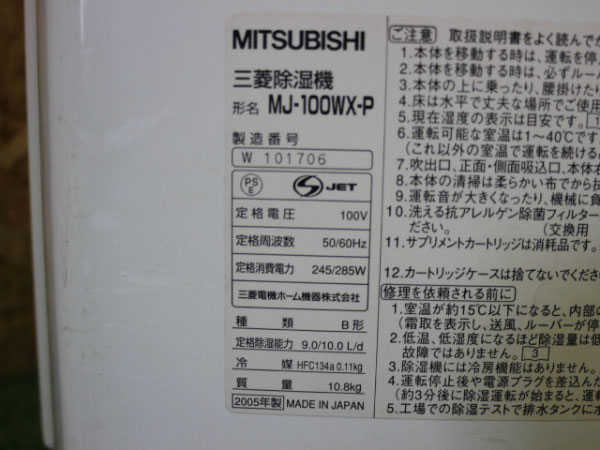 MITSUBISHI
三菱除湿機
形名 MJ-100WX-P
製造番号
W 101706
PS
E
S JET
定格電圧 100V
定格周波数 50/60Hz
定格消費電力 245/285W
三菱電機ホーム機器株式会社
種類 B形
定格除湿能力 9.0/10.0 L/d
冷媒 HFC134a 0.11kg
質量 10.8kg
2005年製 MADE IN JAPAN
ご注意 取扱説明書をよく読んでか
1.本体を移動する時は、運転を停
2.本体を移動する時は、必ずルー
3.本体の上に乗ったり、腰掛けたり
4.床は水平で丈夫な場所でご使用
5.現在湿度の表示は目安です。1
6.運転可能な室温は1〜40℃です
(これ以外の室温で運転を続けると
7.吹出口、正面・側面吸込口、本体右
8.本体の清掃は柔らかい布でから拭
9.運転音が大きくなったり、機械に負
10.洗える抗アレルゲン除菌フィルター
ださい。 (交換用
11.サプリメントカートリッジは消耗品です。
12.カートリッジケースは捨てないでくださ
修理を依頼される前に
1.室温が約15℃以下になると、内部の
(霜取を表示し、送風、ルーバーが停
2.低温、低湿度になるほど除湿量は低
故障ではありません。3
3.除湿機には冷房機能はありません。
4.運転停止後や電源プラグを差込んだ
(約3分後に運転が始まると、運転
5.工場での除湿テストで排水タンクに水